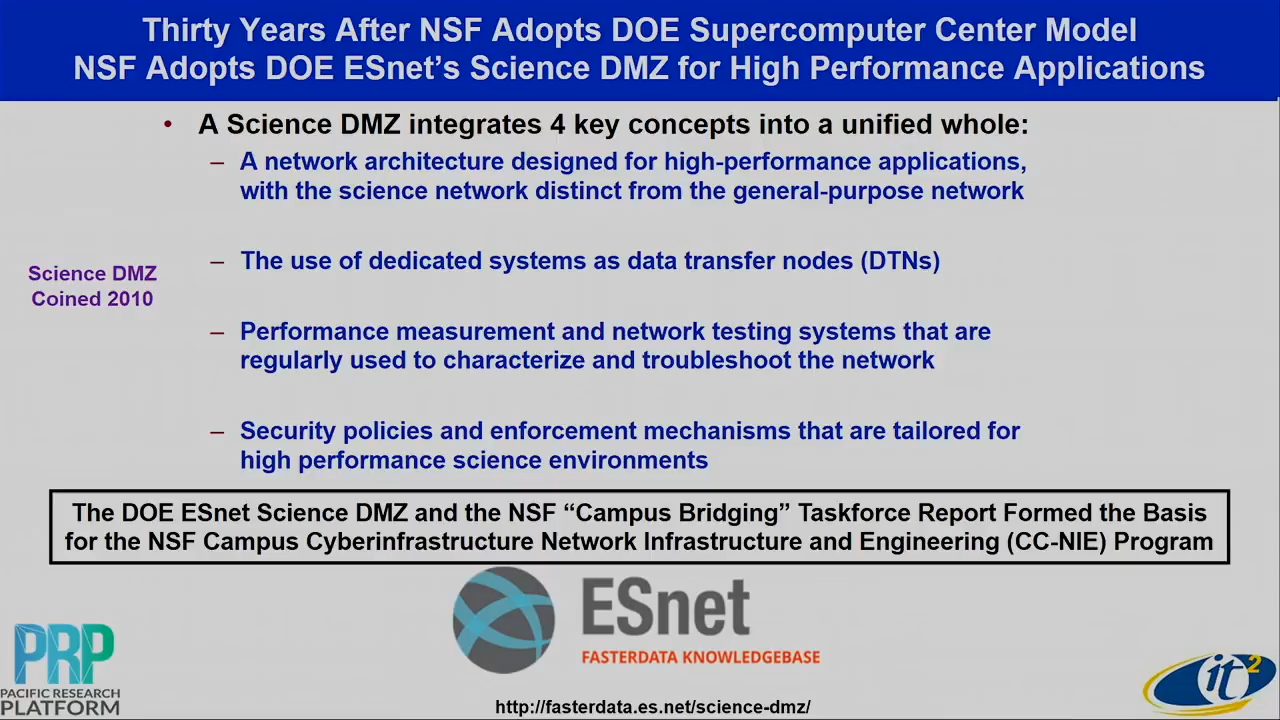 Thirty Years After NSF Adopts DOE Supercomputer Center Model
NSF Adopts DOE ESnet’s Science DMZ for High Performance Applications
• A Science DMZ integrates 4 key concepts into a unified whole:
– A network architecture designed for high-performance applications,
with the science network distinct from the general-purpose network
– The use of dedicated systems as data transfer nodes (DTNs)
Science DMZ
Coined 2010
– Performance measurement and network testing systems that are
regularly used to characterize and troubleshoot the network
– Security policies and enforcement mechanisms that are tailored for
high performance science environments
The DOE ESnet Science DMZ and the NSF “Campus Bridging” Taskforce Report Formed the Basis
for the NSF Campus Cyberinfrastructure Network Infrastructure and Engineering (CC-NIE) Program
ESnet
FASTERDATA KNOWLEDGEBASE
PRP
PACIFIC RESEARCH
PLATFORM
it2
http://fasterdata.es.net/science-dmz/